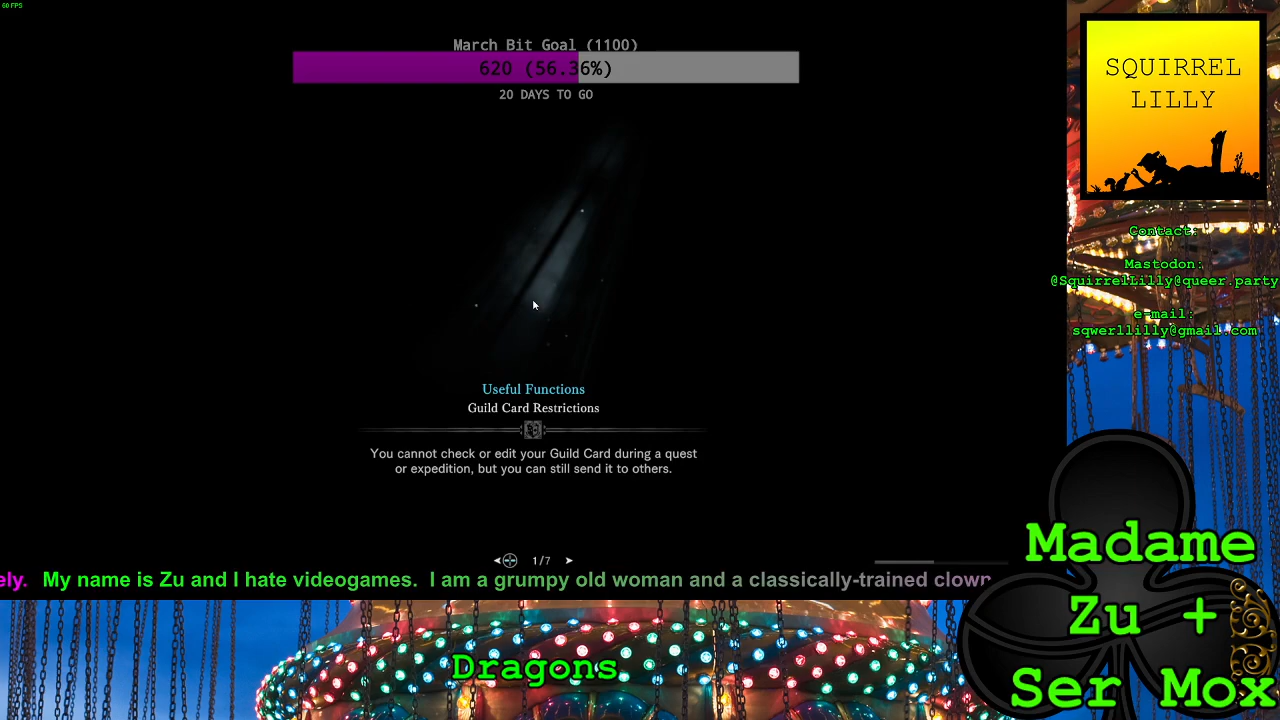 60 FPS
March Bit Goal (1100)
620 (56.36%)
20 DAYS TO GO
SQUIRREL
LILLY
Contact:
Mastodon:
@SquirrelLilly@queer.party
e-mail:
sqwerllilly@gmail.com
Useful Functions
Guild Card Restrictions
You cannot check or edit your Guild Card during a quest
or expedition, but you can still send it to others.
1/7
ely. My name is Zu and I hate videogames. I am a grumpy old woman and a classically-trained clown
Dragons
Madame
Zu +
Ser Mox